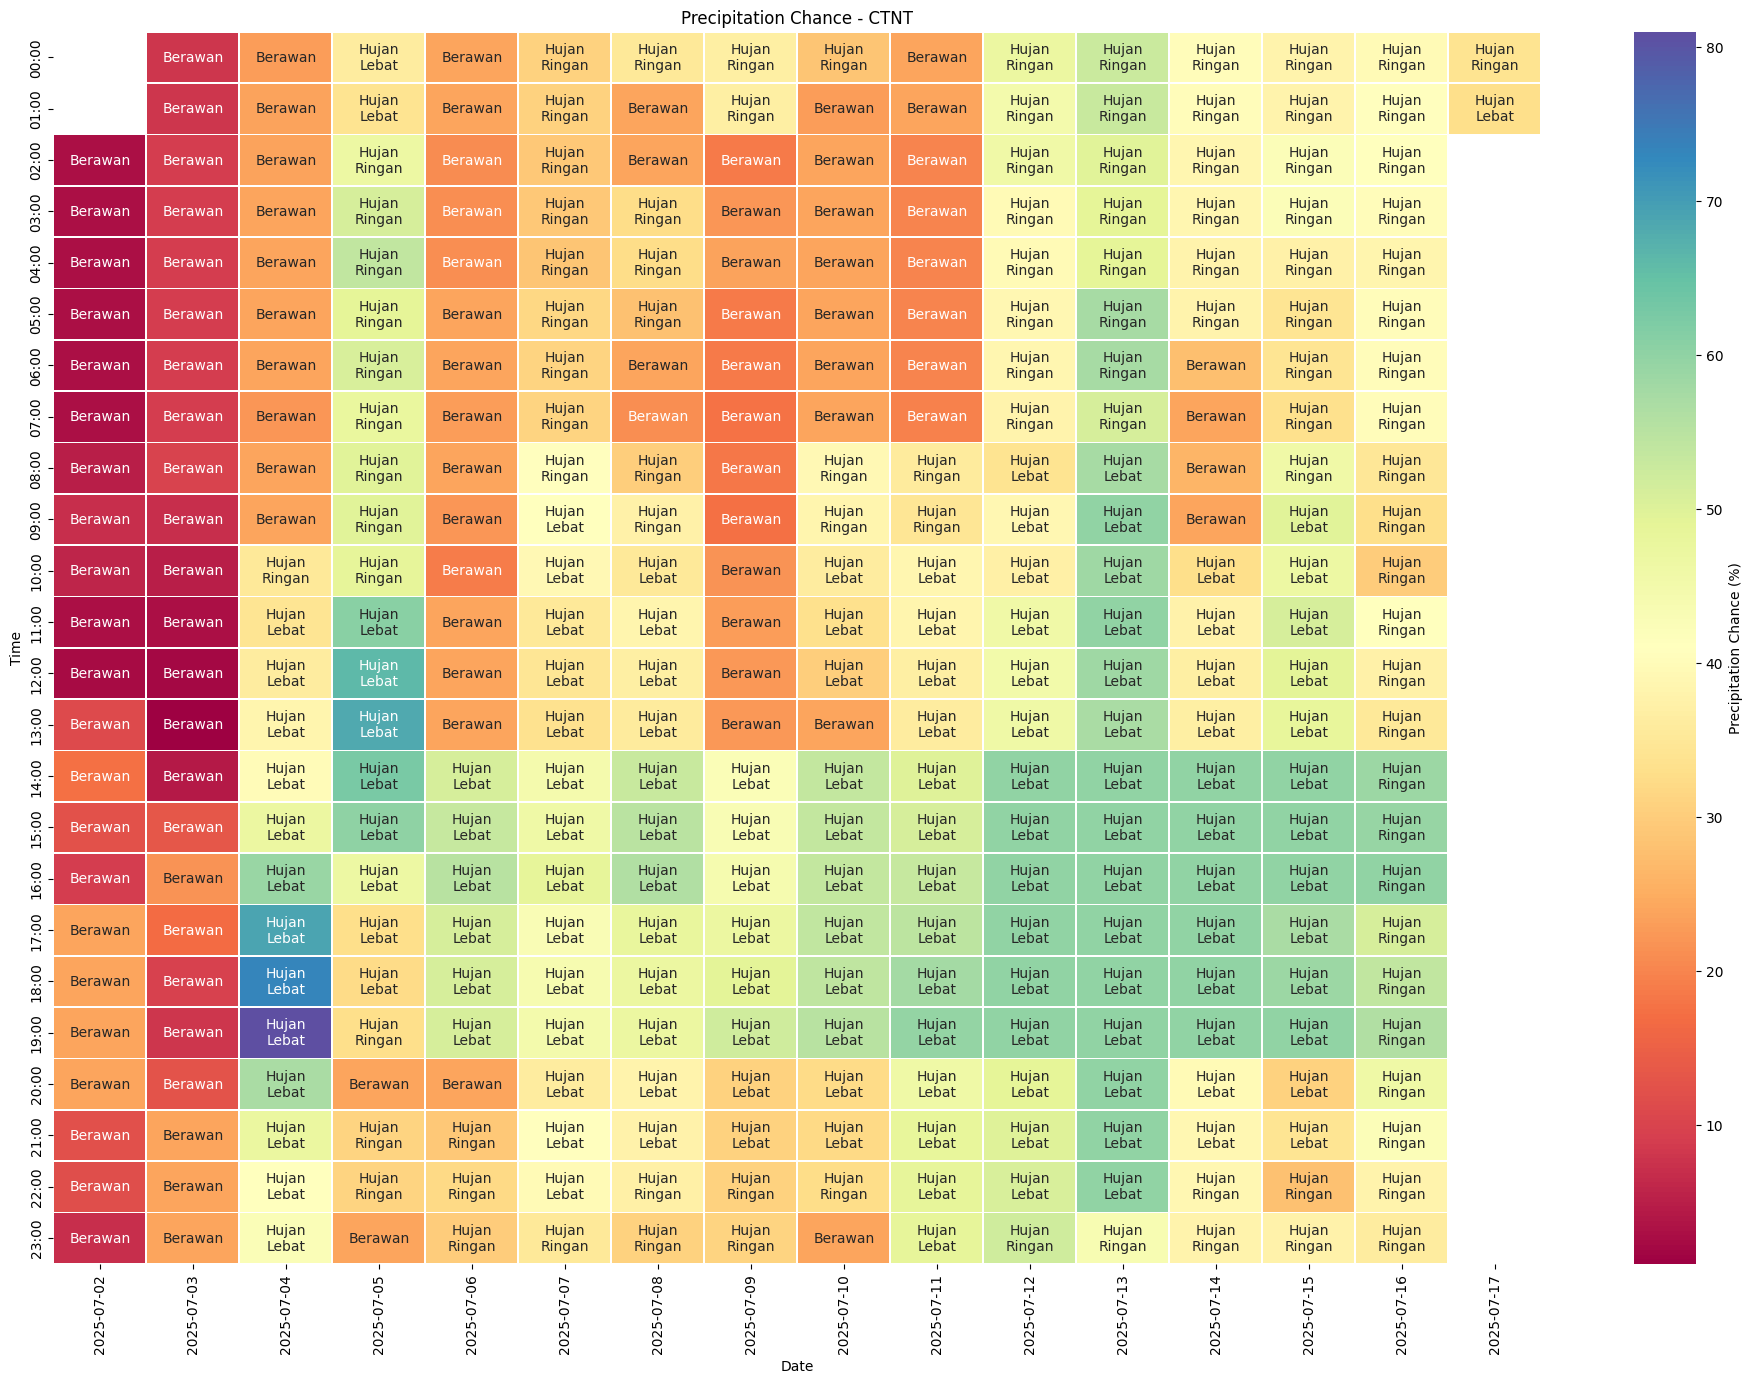 Precipitation Chance - CTNT
00:00 Berawan Berawan Hujan Lebat Berawan Hujan Ringan Hujan Ringan Hujan Ringan Hujan Ringan Berawan Hujan Ringan Hujan Ringan Hujan Ringan Hujan Ringan Hujan Ringan Hujan Ringan
01:00 Berawan Berawan Hujan Lebat Berawan Hujan Ringan Berawan Hujan Ringan Berawan Berawan Hujan Ringan Hujan Ringan Hujan Ringan Hujan Ringan Hujan Ringan Hujan Lebat
02:00 Berawan Berawan Berawan Hujan Ringan Berawan Hujan Ringan Berawan Berawan Berawan Berawan Hujan Ringan Hujan Ringan Hujan Ringan Hujan Ringan Hujan Ringan
03:00 Berawan Berawan Berawan Hujan Ringan Berawan Hujan Ringan Hujan Ringan Berawan Berawan Berawan Hujan Ringan Hujan Ringan Hujan Ringan Hujan Ringan Hujan Ringan
04:00 Berawan Berawan Berawan Hujan Ringan Berawan Hujan Ringan Hujan Ringan Berawan Berawan Berawan Hujan Ringan Hujan Ringan Hujan Ringan Hujan Ringan Hujan Ringan
05:00 Berawan Berawan Berawan Hujan Ringan Berawan Hujan Ringan Hujan Ringan Berawan Berawan Berawan Hujan Ringan Hujan Ringan Hujan Ringan Hujan Ringan Hujan Ringan
06:00 Berawan Berawan Berawan Hujan Ringan Berawan Hujan Ringan Berawan Berawan Berawan Berawan Hujan Ringan Hujan Ringan Berawan Hujan Ringan Hujan Ringan
07:00 Berawan Berawan Berawan Hujan Ringan Berawan Hujan Ringan Berawan Berawan Berawan Berawan Hujan Ringan Hujan Ringan Berawan Hujan Ringan Hujan Ringan
08:00 Berawan Berawan Berawan Hujan Ringan Berawan Hujan Ringan Hujan Ringan Berawan Hujan Ringan Hujan Ringan Hujan Lebat Hujan Lebat Berawan Hujan Ringan Hujan Ringan
09:00 Berawan Berawan Berawan Hujan Ringan Berawan Hujan Lebat Hujan Ringan Berawan Hujan Ringan Hujan Ringan Hujan Lebat Hujan Lebat Berawan Hujan Lebat Hujan Ringan
10:00 Berawan Berawan Hujan Ringan Hujan Ringan Berawan Hujan Lebat Hujan Lebat Berawan Hujan Lebat Hujan Lebat Hujan Lebat Hujan Lebat Hujan Lebat Hujan Lebat Hujan Ringan
11:00 Berawan Berawan Hujan Lebat Hujan Lebat Berawan Hujan Lebat Hujan Lebat Berawan Hujan Lebat Hujan Lebat Hujan Lebat Hujan Lebat Hujan Lebat Hujan Lebat Hujan Ringan
12:00 Berawan Berawan Hujan Lebat Hujan Lebat Berawan Hujan Lebat Hujan Lebat Berawan Hujan Lebat Hujan Lebat Hujan Lebat Hujan Lebat Hujan Lebat Hujan Lebat Hujan Ringan
13:00 Berawan Berawan Hujan Lebat Hujan Lebat Berawan Hujan Lebat Hujan Lebat Berawan Berawan Hujan Lebat Hujan Lebat Hujan Lebat Hujan Lebat Hujan Lebat Hujan Ringan
14:00 Berawan Berawan Hujan Lebat Hujan Lebat Hujan Lebat Hujan Lebat Hujan Lebat Hujan Lebat Hujan Lebat Hujan Lebat Hujan Lebat Hujan Lebat Hujan Lebat Hujan Lebat Hujan Ringan
15:00 Berawan Berawan Hujan Lebat Hujan Lebat Hujan Lebat Hujan Lebat Hujan Lebat Hujan Lebat Hujan Lebat Hujan Lebat Hujan Lebat Hujan Lebat Hujan Lebat Hujan Lebat Hujan Ringan
16:00 Berawan Berawan Hujan Lebat Hujan Lebat Hujan Lebat Hujan Lebat Hujan Lebat Hujan Lebat Hujan Lebat Hujan Lebat Hujan Lebat Hujan Lebat Hujan Lebat Hujan Lebat Hujan Ringan
17:00 Berawan Berawan Hujan Lebat Hujan Lebat Hujan Lebat Hujan Lebat Hujan Lebat Hujan Lebat Hujan Lebat Hujan Lebat Hujan Lebat Hujan Lebat Hujan Lebat Hujan Lebat Hujan Ringan
18:00 Berawan Berawan Hujan Lebat Hujan Lebat Hujan Lebat Hujan Lebat Hujan Lebat Hujan Lebat Hujan Lebat Hujan Lebat Hujan Lebat Hujan Lebat Hujan Lebat Hujan Lebat Hujan Ringan
19:00 Berawan Berawan Hujan Lebat Hujan Ringan Hujan Lebat Hujan Lebat Hujan Lebat Hujan Lebat Hujan Lebat Hujan Lebat Hujan Lebat Hujan Lebat Hujan Lebat Hujan Lebat Hujan Ringan
20:00 Berawan Berawan Hujan Lebat Berawan Berawan Hujan Lebat Hujan Lebat Hujan Lebat Hujan Lebat Hujan Lebat Hujan Lebat Hujan Lebat Hujan Lebat Hujan Lebat Hujan Ringan
21:00 Berawan Berawan Hujan Lebat Hujan Ringan Hujan Ringan Hujan Lebat Hujan Lebat Hujan Lebat Hujan Lebat Hujan Lebat Hujan Lebat Hujan Lebat Hujan Lebat Hujan Lebat Hujan Ringan
22:00 Berawan Berawan Hujan Lebat Hujan Ringan Hujan Ringan Hujan Lebat Hujan Ringan Hujan Ringan Hujan Ringan Hujan Lebat Hujan Lebat Hujan Lebat Hujan Ringan Hujan Ringan Hujan Ringan
23:00 Berawan Berawan Hujan Lebat Berawan Hujan Ringan Hujan Ringan Hujan Ringan Hujan Ringan Berawan Hujan Lebat Hujan Ringan Hujan Ringan Hujan Ringan Hujan Ringan Hujan Ringan
Time
2025-07-02 2025-07-03 2025-07-04 2025-07-05 2025-07-06 2025-07-07 2025-07-08 2025-07-09 2025-07-10 2025-07-11 2025-07-12 2025-07-13 2025-07-14 2025-07-15 2025-07-16 2025-07-17
Date
80
70
60
50
40
30
20
10
Precipitation Chance (%)